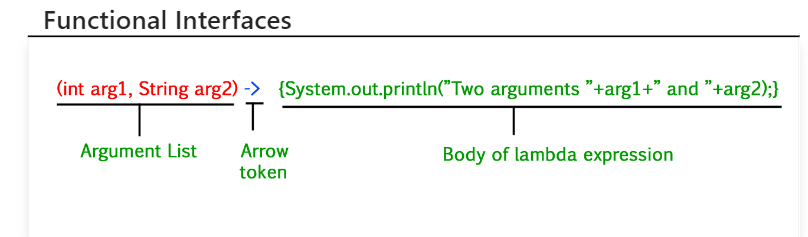 Functional Interfaces
(int arg1, String arg2) -> {System.out.println(”Two arguments ”+arg1+” and ”+arg2);}
Argument List
Arrow
token
Body of lambda expression